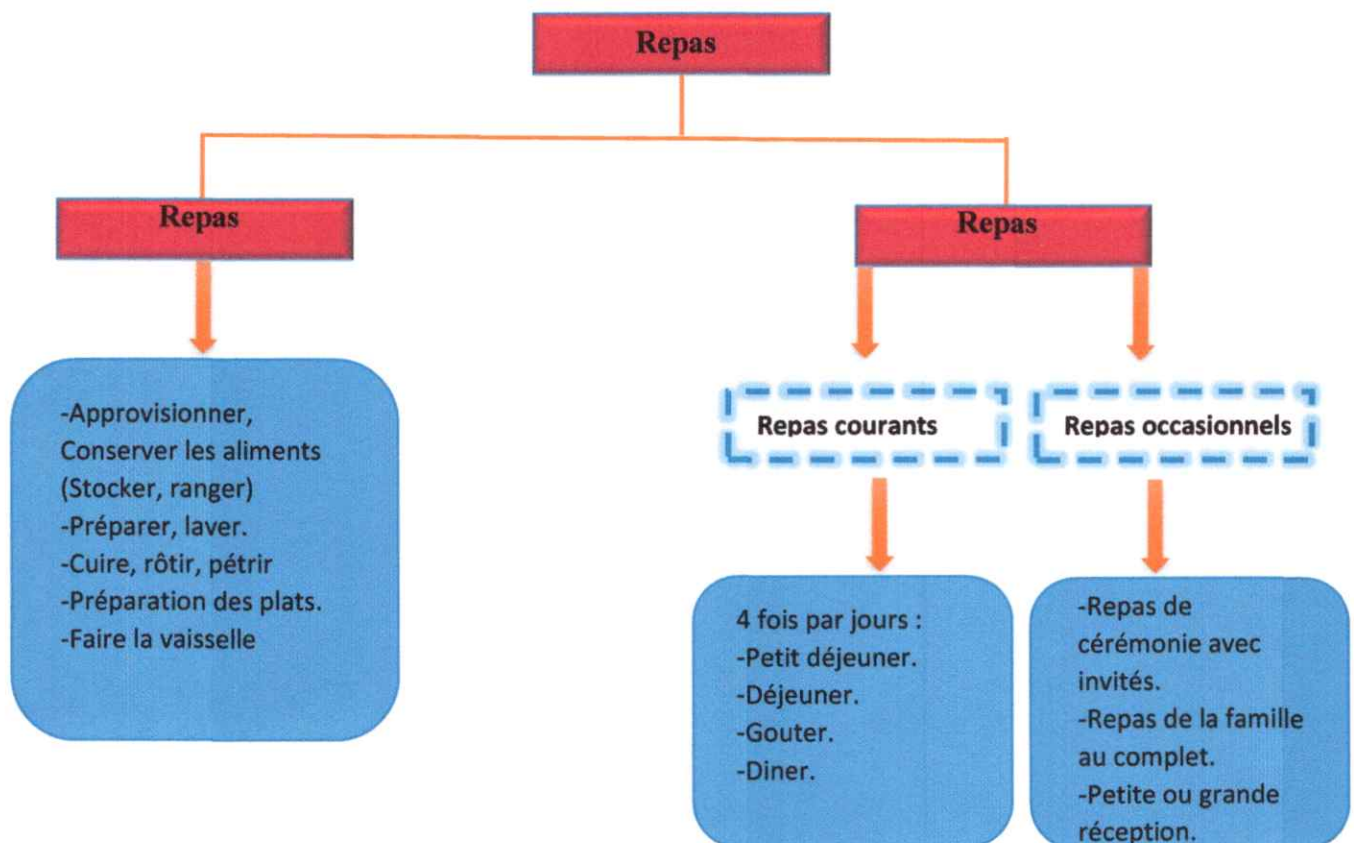 Repas
Repas
Repas
-Approvisionner,
Conserver les aliments
(Stocker, ranger)
-Préparer, laver.
-Cuire, rôtir, pétrir
-Préparation des plats.
-Faire la vaisselle
Repas courants
Repas occasionnels
4 fois par jours :
-Petit déjeuner.
-Déjeuner.
-Gouter.
-Diner.
-Repas de
cérémonie avec
invités.
-Repas de la famille
au complet.
-Petite ou grande
réception.